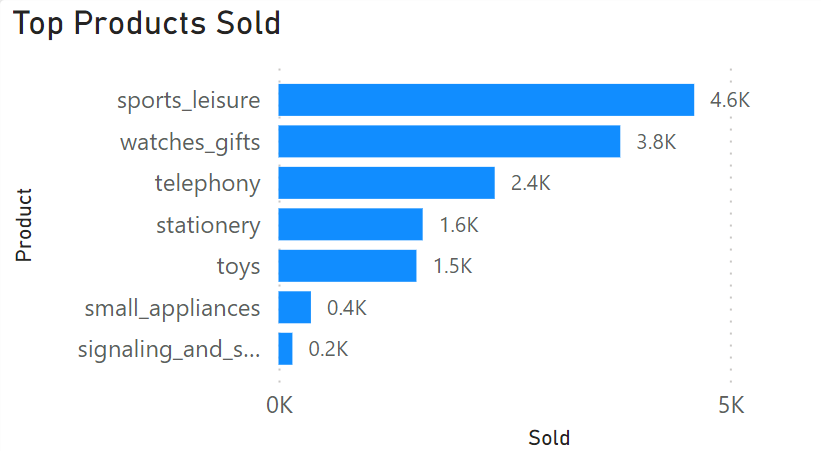 Top Products Sold
Product
sports_leisure 4.6K
watches_gifts 3.8K
telephony 2.4K
stationery 1.6K
toys 1.5K
small_appliances 0.4K
signaling_and_s... 0.2K
0K 5K
Sold